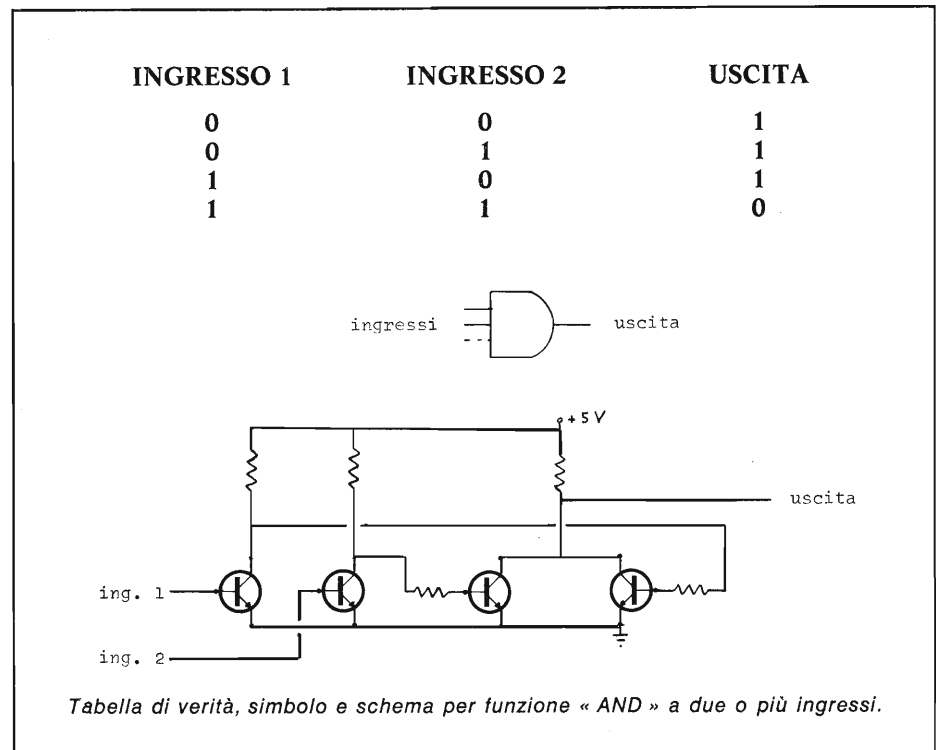 INGRESSO 1 INGRESSO 2 USCITA
0 0 1
0 1 1
1 0 1
1 1 0
ingressi uscita
+5V
uscita
ing. 1
ing. 2
Tabella di verità, simbolo e schema per funzione « AND » a due o più ingressi.